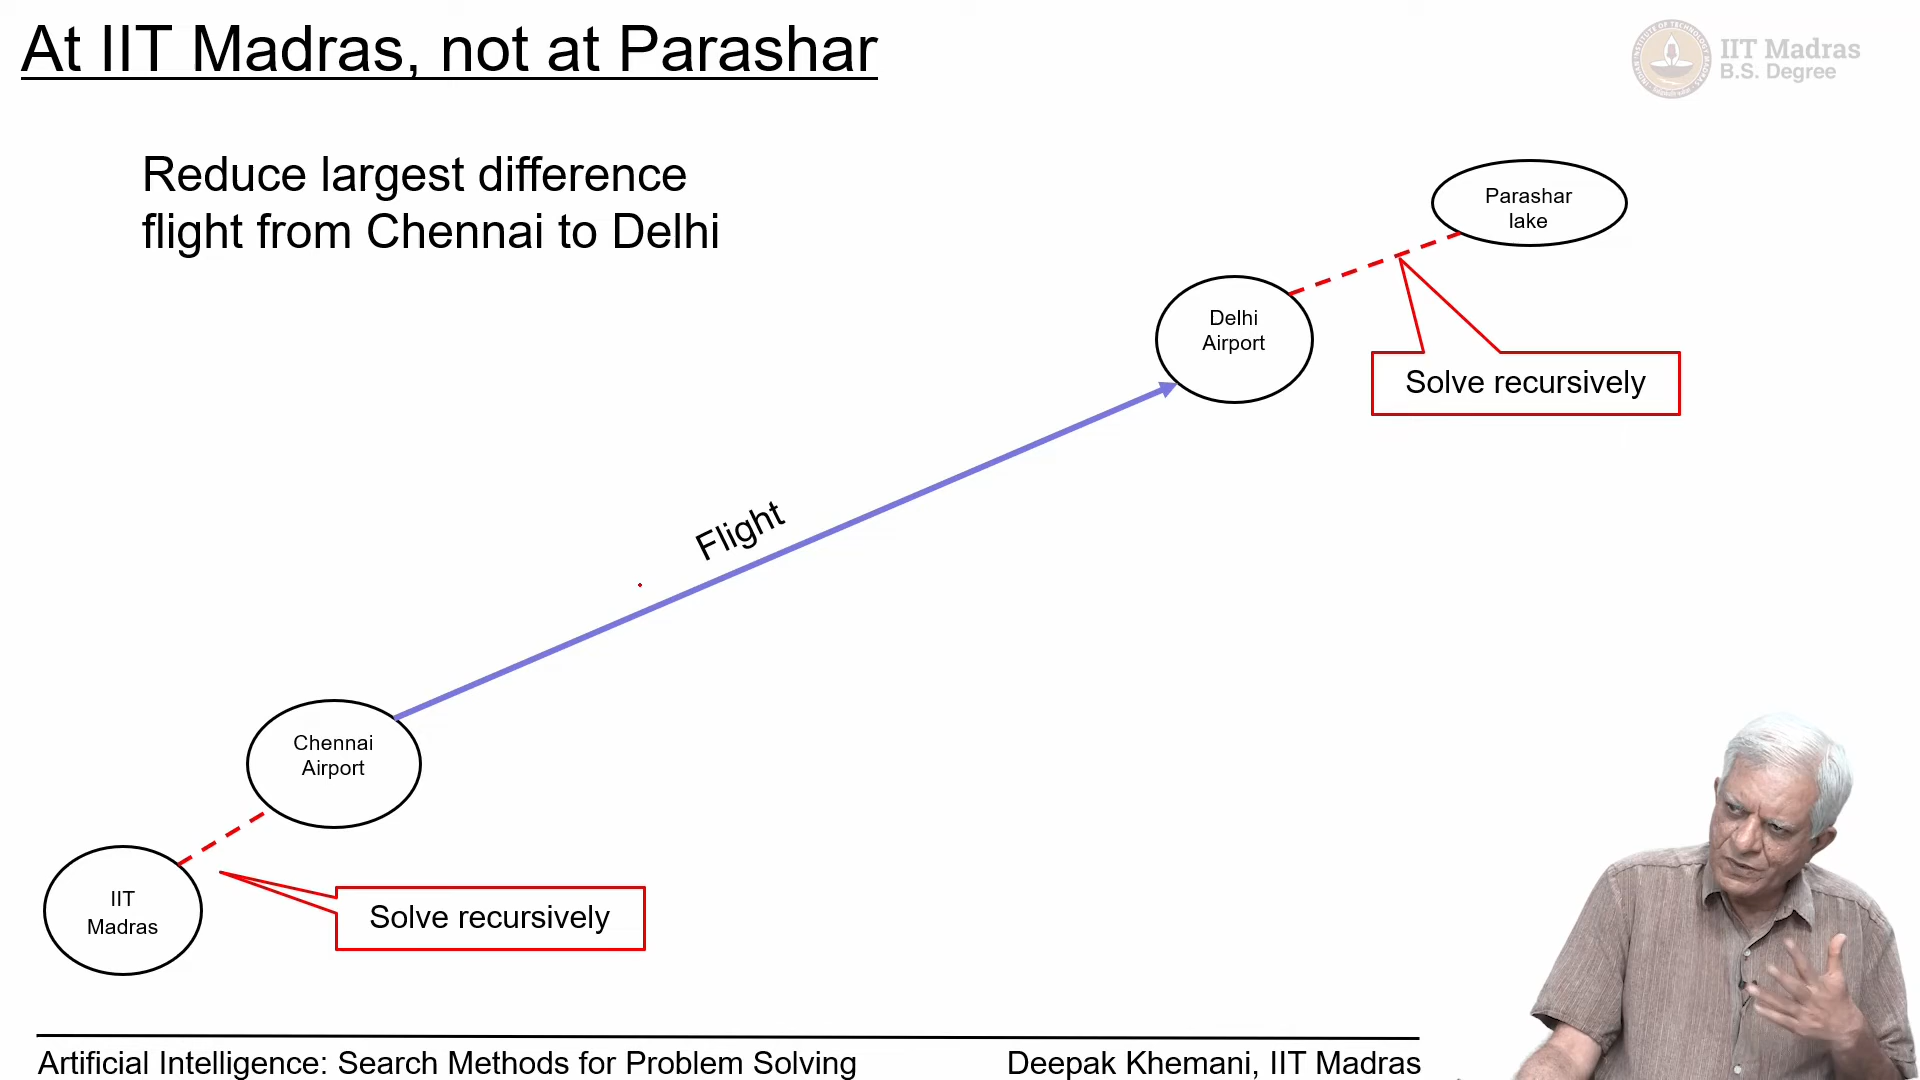 At IIT Madras, not at Parashar
IIT Madras
B.S. Degree
Reduce largest difference
flight from Chennai to Delhi
Parashar
lake
Delhi
Airport
Solve recursively
Flight
Chennai
Airport
IIT
Madras
Solve recursively
Artificial Intelligence: Search Methods for Problem Solving
Deepak Khemani, IIT Madras